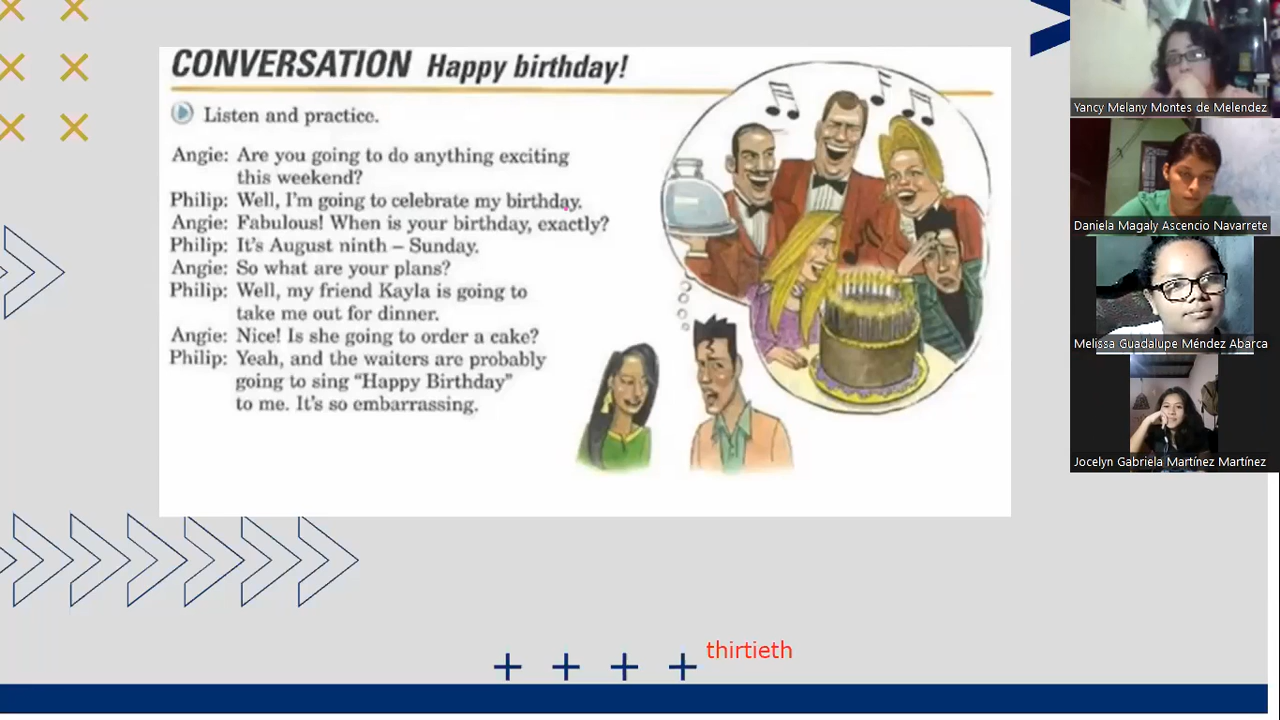 CONVERSATION Happy birthday!
Listen and practice.
Angie: Are you going to do anything exciting
this weekend?
Philip: Well, I'm going to celebrate my birthday.
Angie: Fabulous! When is your birthday, exactly?
Philip: It's August ninth – Sunday.
Angie: So what are your plans?
Philip: Well, my friend Kayla is going to
take me out for dinner.
Angie: Nice! Is she going to order a cake?
Philip: Yeah, and the waiters are probably
going to sing “Happy Birthday”
to me. It's so embarrassing.
thirtieth
Yancy Melany Montes de Melendez
Daniela Magaly Ascencio Navarrete
Melissa Guadalupe Méndez Abarca
Jocelyn Gabriela Martínez Martínez